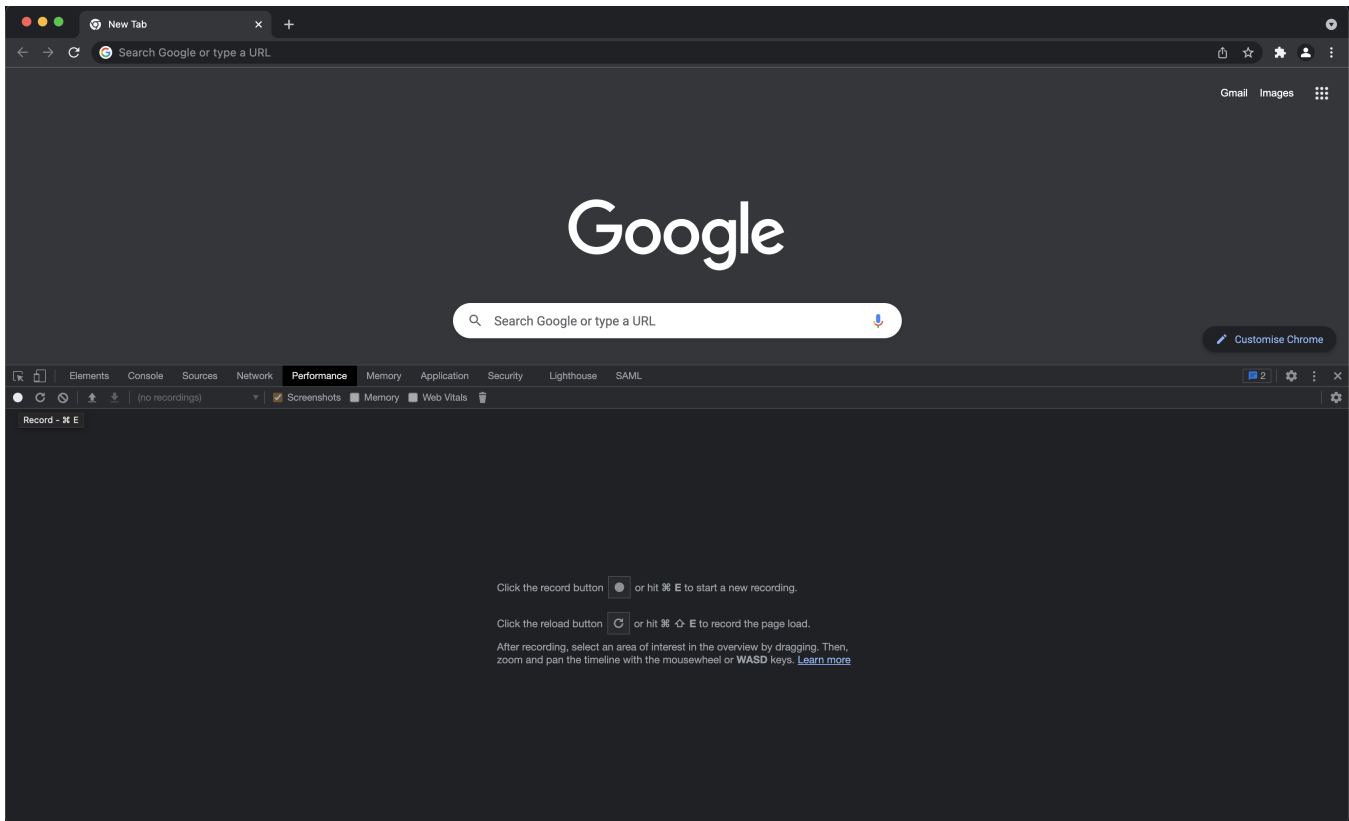 New Tab
Search Google or type a URL
Gmail Images
Google
Search Google or type a URL
Customise Chrome
Elements Console Sources Network Performance Memory Application Security Lighthouse SAML 2
(no recordings) Screenshots Memory Web Vitals
Record - ⌘ E
Click the record button or hit ⌘ E to start a new recording.
Click the reload button or hit ⌘ ⇧ E to record the page load.
After recording, select an area of interest in the overview by dragging. Then,
zoom and pan the timeline with the mousewheel or WASD keys. Learn more